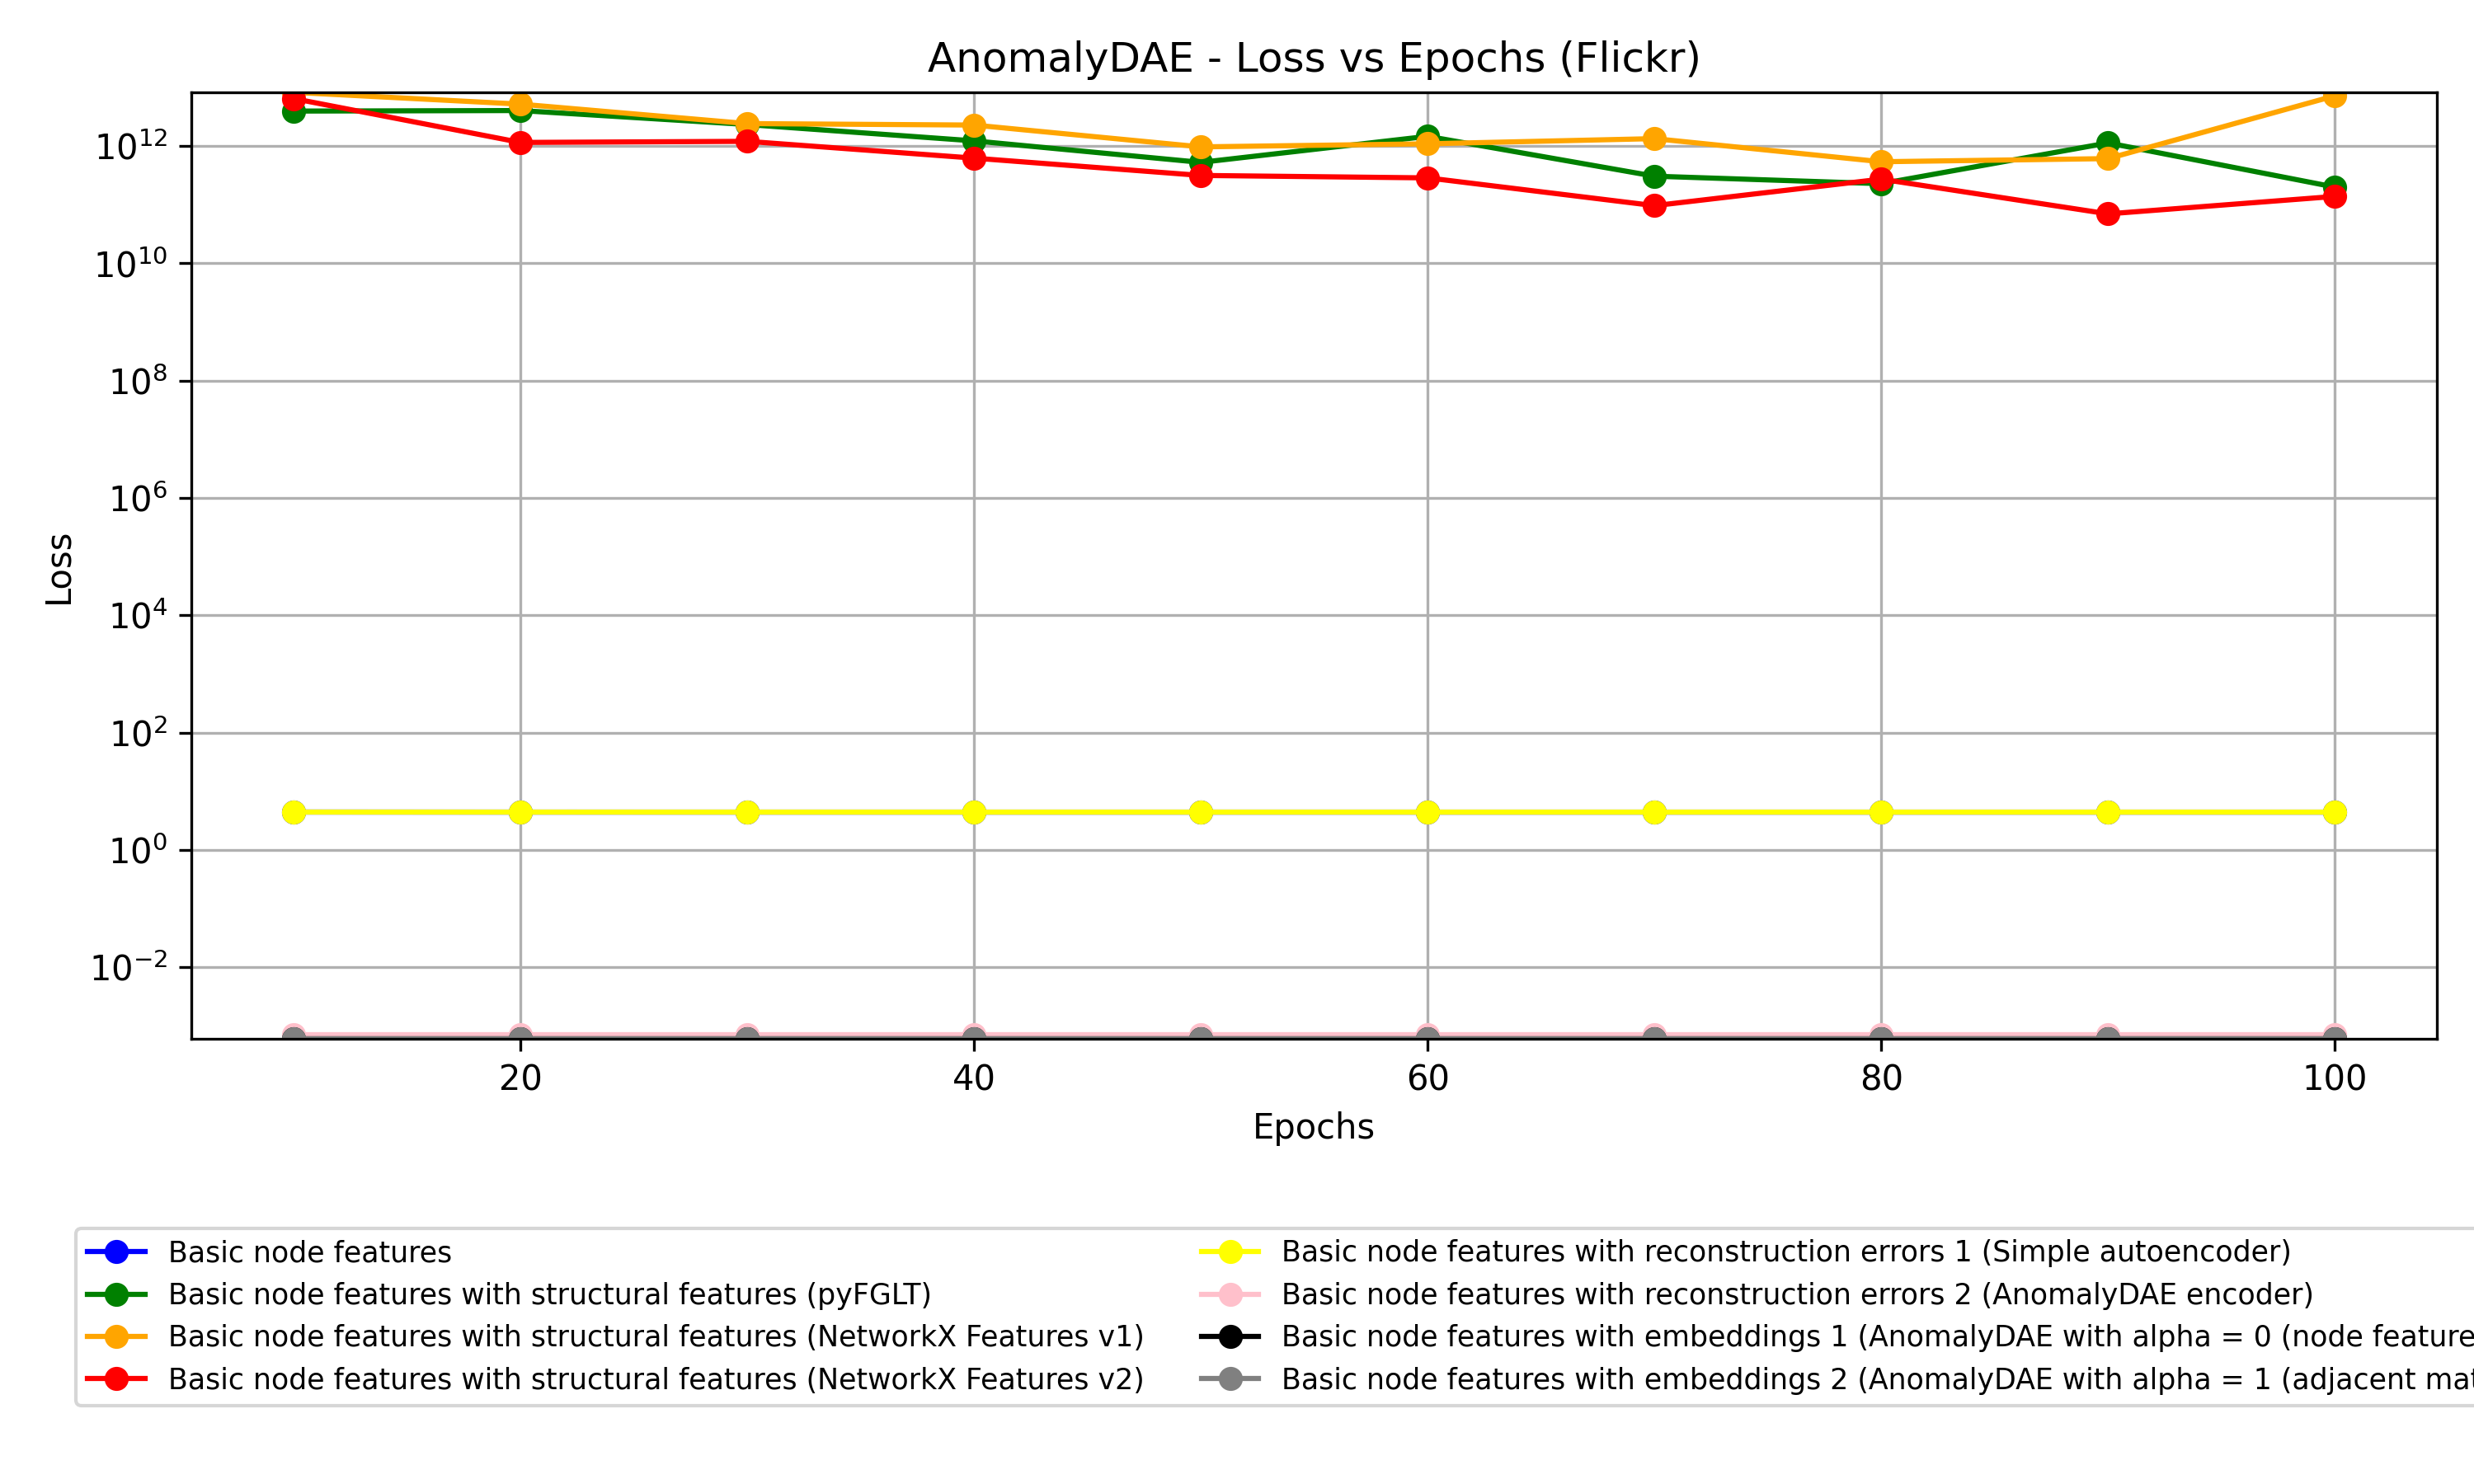 AnomalyDAE - Loss vs Epochs (Flickr)
10^12
10^10
10^8
10^6
10^4
10^2
10^0
10^−2
Loss
20 40 60 80 100
Epochs
Basic node features
Basic node features with structural features (pyFGLT)
Basic node features with structural features (NetworkX Features v1)
Basic node features with structural features (NetworkX Features v2)
Basic node features with reconstruction errors 1 (Simple autoencoder)
Basic node features with reconstruction errors 2 (AnomalyDAE encoder)
Basic node features with embeddings 1 (AnomalyDAE with alpha = 0 (node feature
Basic node features with embeddings 2 (AnomalyDAE with alpha = 1 (adjacent